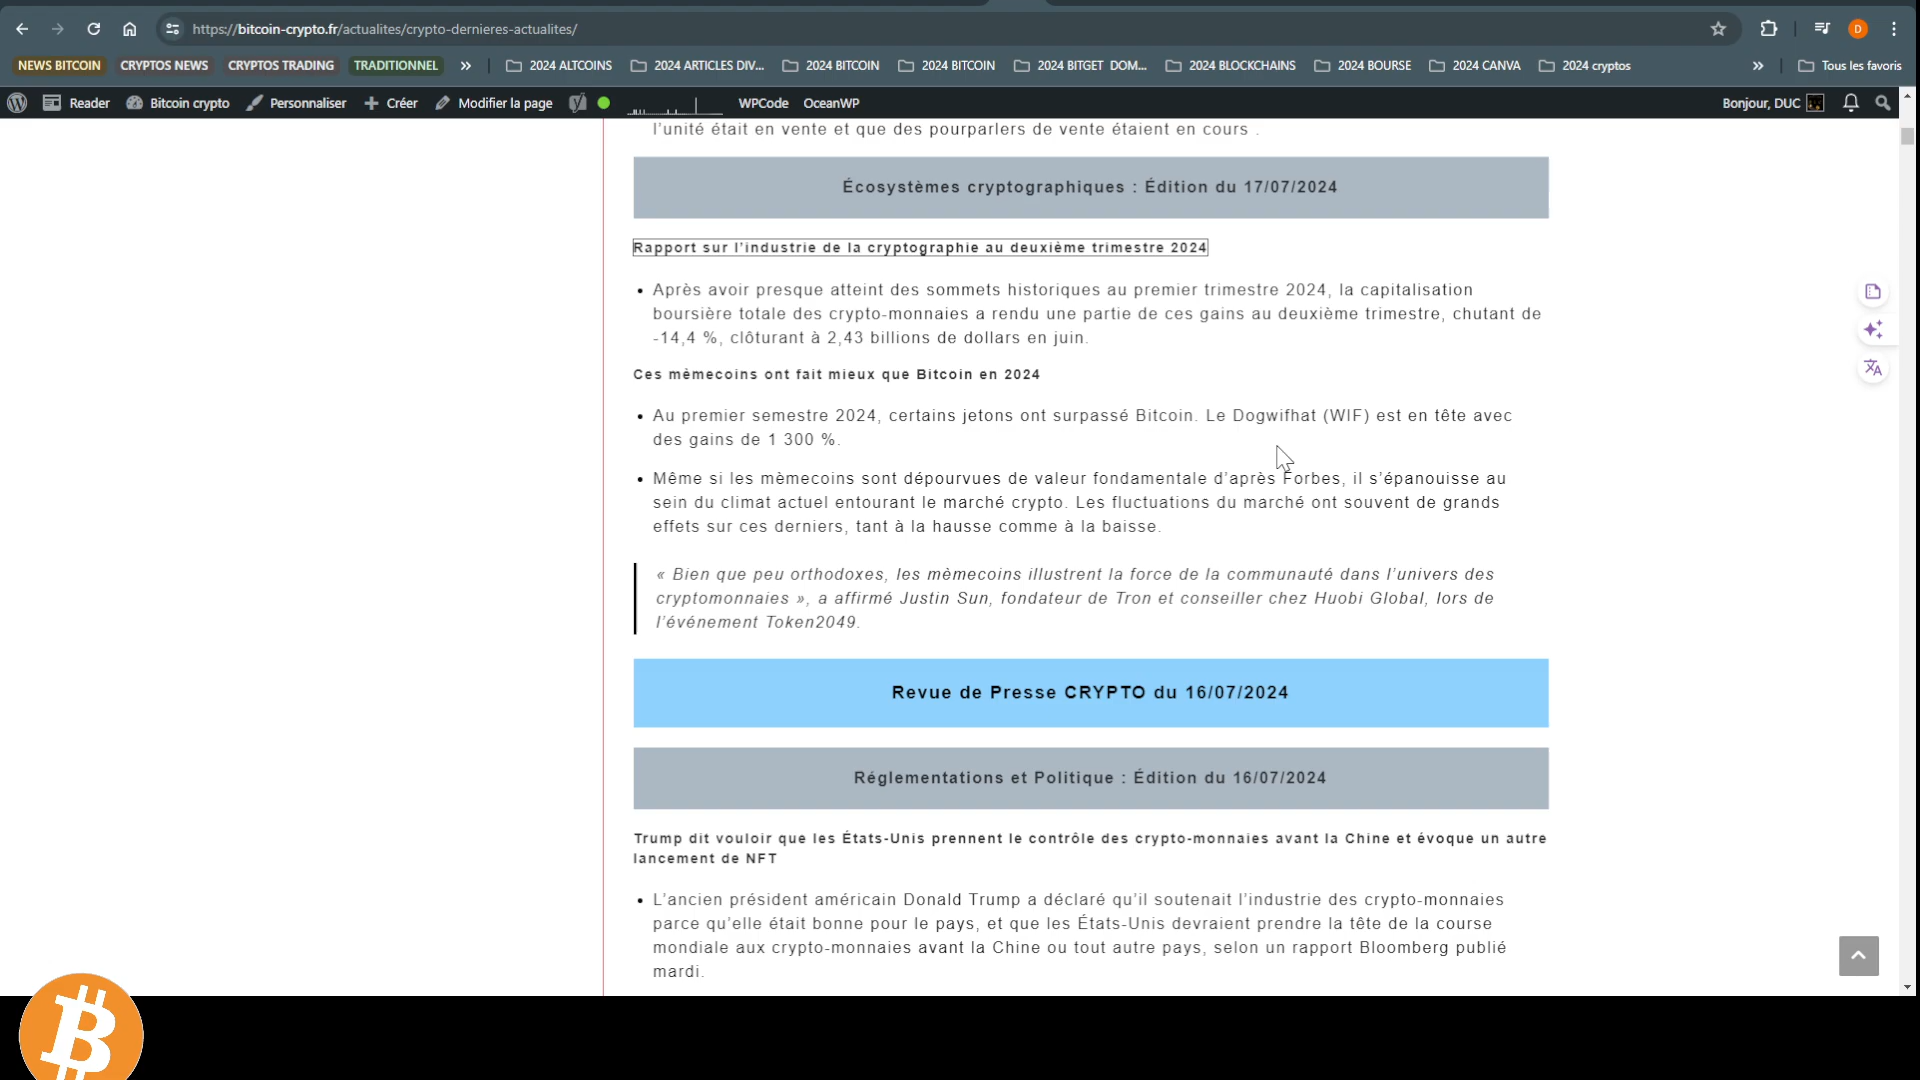 https://bitcoin-crypto.fr/actualites/crypto-dernieres-actualites/
D
NEWS BITCOIN CRYPTOS NEWS CRYPTOS TRADING TRADITIONNEL » 2024 ALTCOINS 2024 ARTICLES DIV... 2024 BITCOIN 2024 BITCOIN 2024 BITGET DOM... 2024 BLOCKCHAINS 2024 BOURSE 2024 CANVA 2024 cryptos » Tous les favoris
Reader Bitcoin crypto Personnaliser Créer Modifier la page WPCode OceanWP Bonjour, DUC
l'unité était en vente et que des pourparlers de vente étaient en cours .
Écosystèmes cryptographiques : Édition du 17/07/2024
Rapport sur l'industrie de la cryptographie au deuxième trimestre 2024
• Après avoir presque atteint des sommets historiques au premier trimestre 2024, la capitalisation
boursière totale des crypto-monnaies a rendu une partie de ces gains au deuxième trimestre, chutant de
-14,4 %, clôturant à 2,43 billions de dollars en juin.
Ces mèmecoins ont fait mieux que Bitcoin en 2024
• Au premier semestre 2024, certains jetons ont surpassé Bitcoin. Le Dogwifhat (WIF) est en tête avec
des gains de 1 300 %.
• Même si les mèmecoins sont dépourvues de valeur fondamentale d'après Forbes, il s'épanouisse au
sein du climat actuel entourant le marché crypto. Les fluctuations du marché ont souvent de grands
effets sur ces derniers, tant à la hausse comme à la baisse.
« Bien que peu orthodoxes, les mèmecoins illustrent la force de la communauté dans l'univers des
cryptomonnaies », a affirmé Justin Sun, fondateur de Tron et conseiller chez Huobi Global, lors de
l'événement Token2049.
Revue de Presse CRYPTO du 16/07/2024
Réglementations et Politique : Édition du 16/07/2024
Trump dit vouloir que les États-Unis prennent le contrôle des crypto-monnaies avant la Chine et évoque un autre
lancement de NFT
• L'ancien président américain Donald Trump a déclaré qu'il soutenait l'industrie des crypto-monnaies
parce qu'elle était bonne pour le pays, et que les États-Unis devraient prendre la tête de la course
mondiale aux crypto-monnaies avant la Chine ou tout autre pays, selon un rapport Bloomberg publié
mardi.